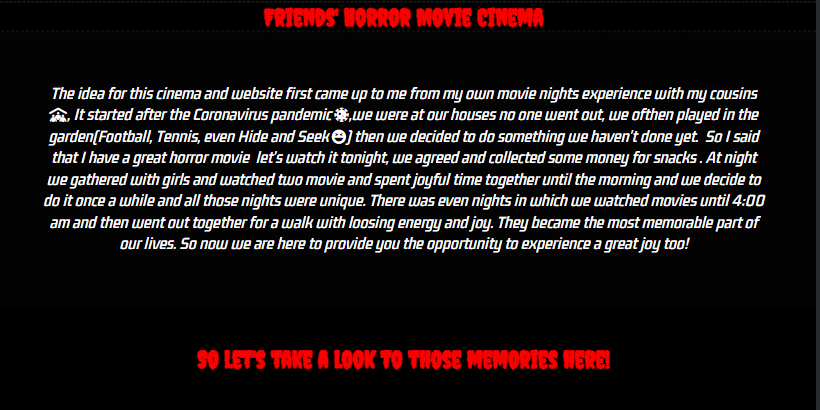 FRIENDS' HORROR MOVIE CINEMA
The idea for this cinema and website first came up to me from my own movie nights experience with my cousins
, It started after the Coronavirus pandemic ,we were at our houses no one went out, we ofthen played in the
garden(Football, Tennis, even Hide and Seek ) then we decided to do something we haven't done yet. So I said
that I have a great horror movie let's watch it tonight, we agreed and collected some money for snacks . At night
we gathered with girls and watched two movie and spent joyful time together until the morning and we decide to
do it once a while and all those nights were unique. There was even nights in which we watched movies until 4:00
am and then went out together for a walk with loosing energy and joy. They became the most memorable part of
our lives. So now we are here to provide you the opportunity to experience a great joy too!
SO LET'S TAKE A LOOK TO THOSE MEMORIES HERE!